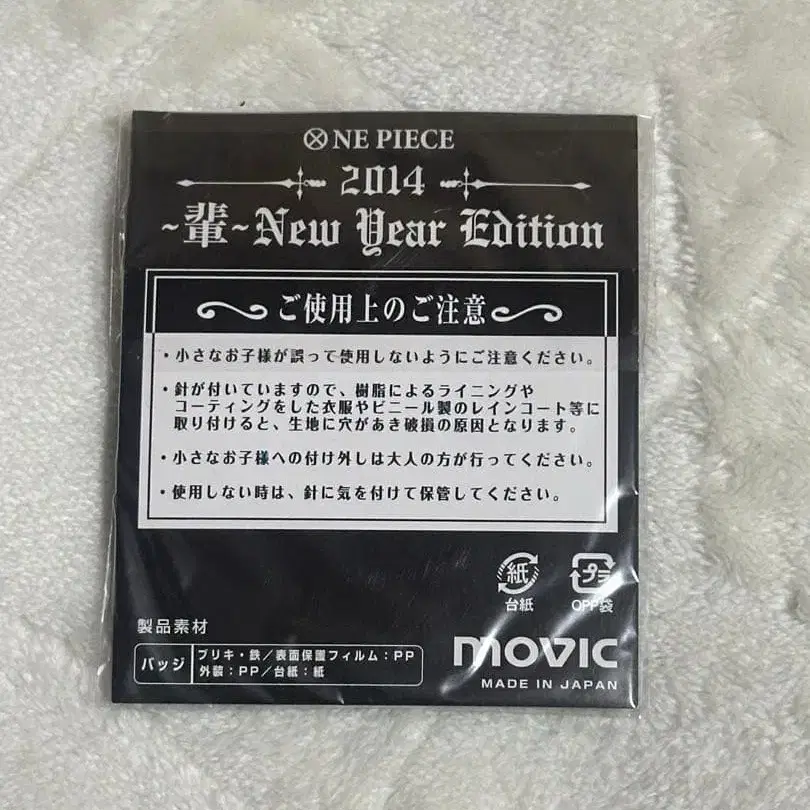 ONE PIECE
2014
~輩~New Year Edition
ご使用上のご注意
・小さなお子様が誤って使用しないようにご注意ください。
・針が付いていますので、樹脂によるライニングや
コーティングをした衣服やビニール製のレインコート等に
取り付けると、生地に穴があき破損の原因となります。
・小さなお子様への付け外しは大人の方が行ってください。
・使用しない時は、針に気を付けて保管してください。
紙
プラ
台紙
OPP袋
製品素材
バッジ
ブリキ・鉄/表面保護フィルム:PP
外装:PP/台紙:紙
movic
MADE IN JAPAN